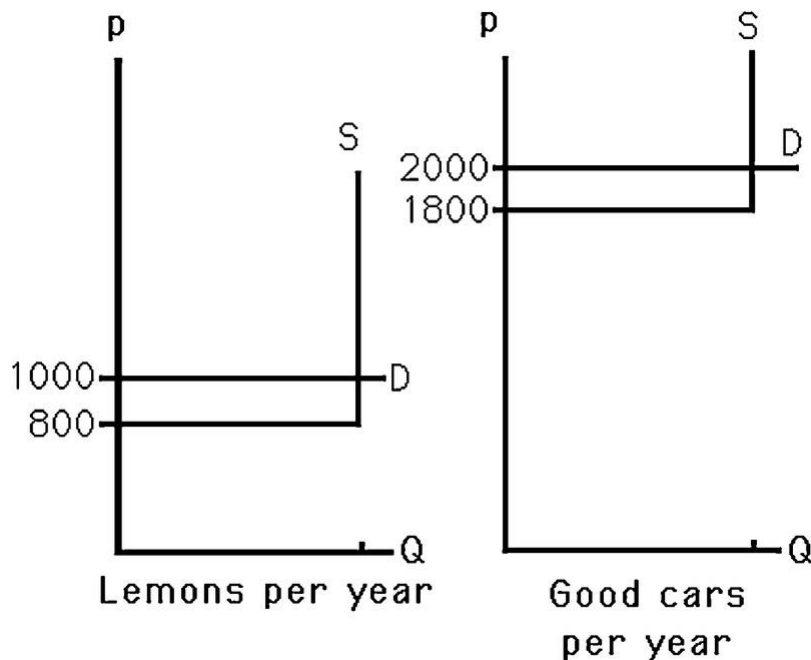 p
S
1000
D
800
Q
Lemons per year
p
S
D
2000
1800
Q
Good cars
per year